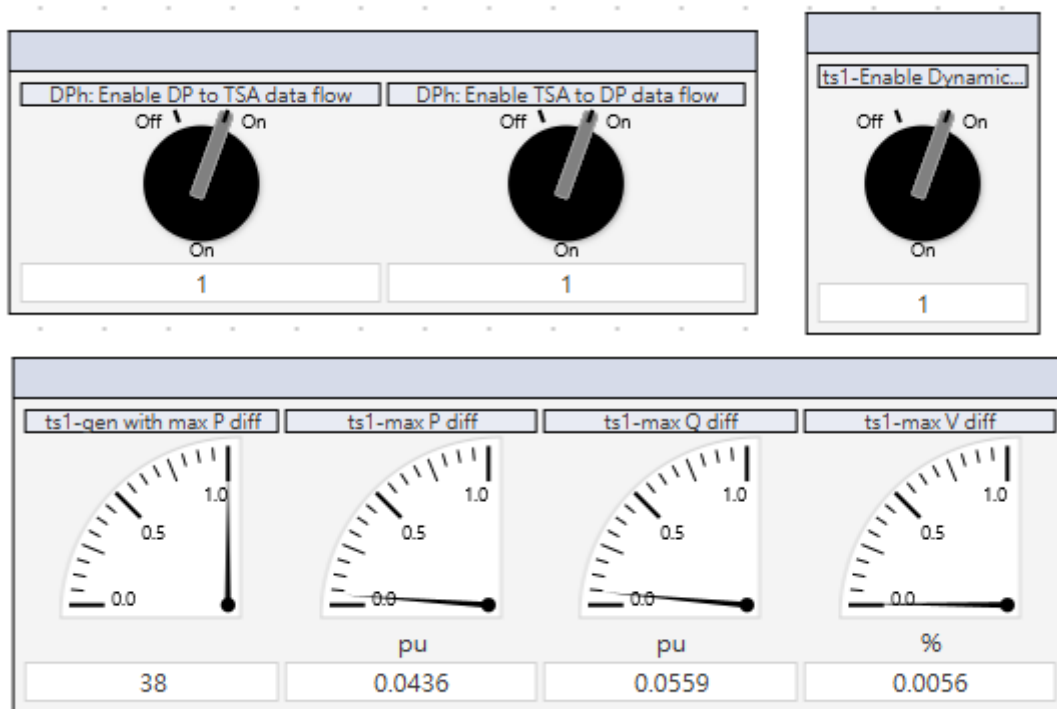 DPh: Enable DP to TSA data flow
Off On
On
1
DPh: Enable TSA to DP data flow
Off On
On
1
ts1-Enable Dynamic...
Off On
On
1
ts1-gen with max P diff
1.0
0.5
0.0
38
ts1-max P diff
1.0
0.5
0.0
pu
0.0436
ts1-max Q diff
1.0
0.5
0.0
pu
0.0559
ts1-max V diff
1.0
0.5
0.0
%
0.0056